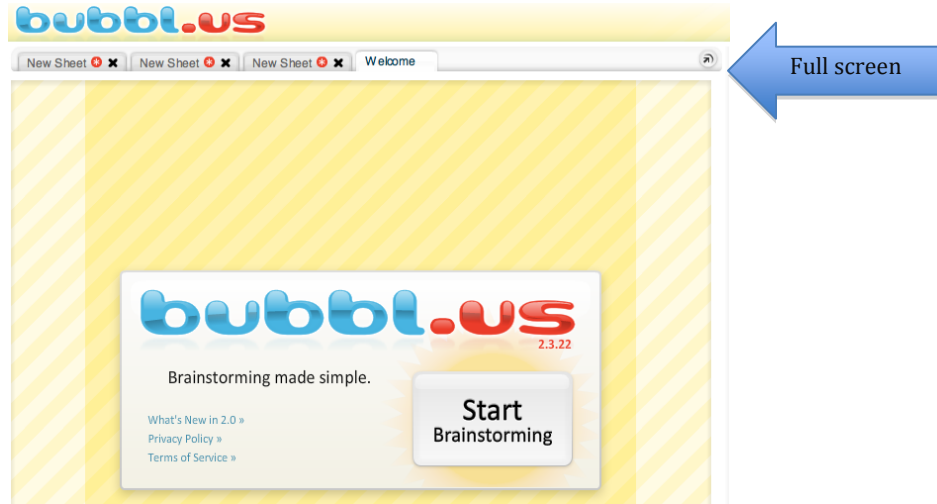 bubbl.us
New Sheet New Sheet New Sheet Welcome
Full screen
bubbl.us
2.3.22
Brainstorming made simple.
Start
Brainstorming
What's New in 2.0 »
Privacy Policy »
Terms of Service »